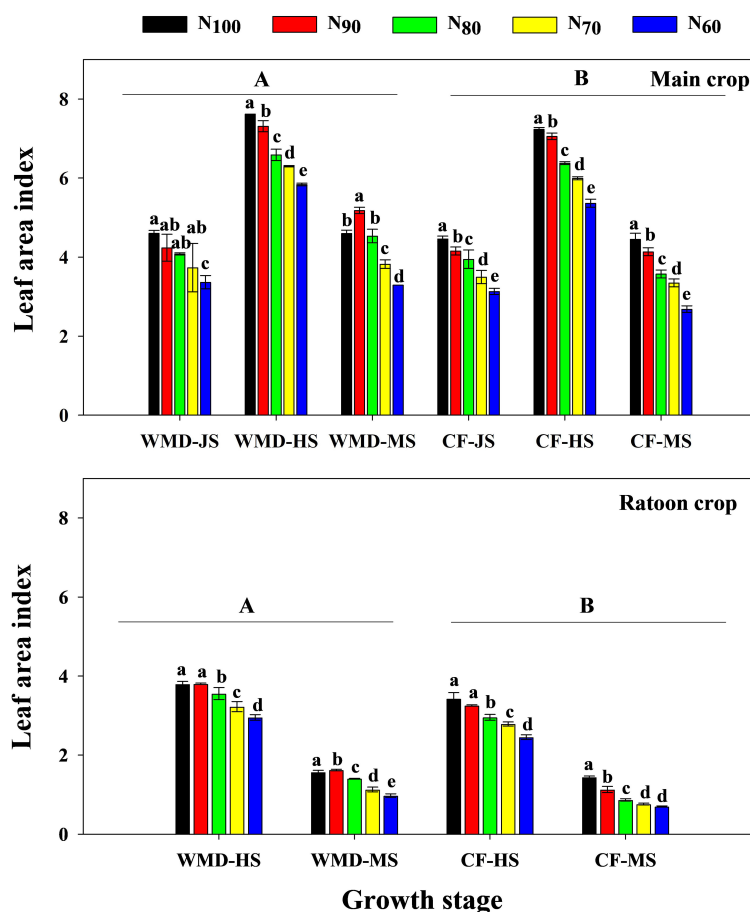 N100 N90 N80 N70 N60
A B Main crop
8
6
4
2
0
Leaf area index
a ab ab ab c
a b c d e
b a b c d
a b c d e
a b c d e
a b c d e
WMD-JS WMD-HS WMD-MS CF-JS CF-HS CF-MS
Ratoon crop
A B
8
6
4
2
0
Leaf area index
a a b c d
a b c d e
a a b c d
a b c d d
WMD-HS WMD-MS CF-HS CF-MS
Growth stage